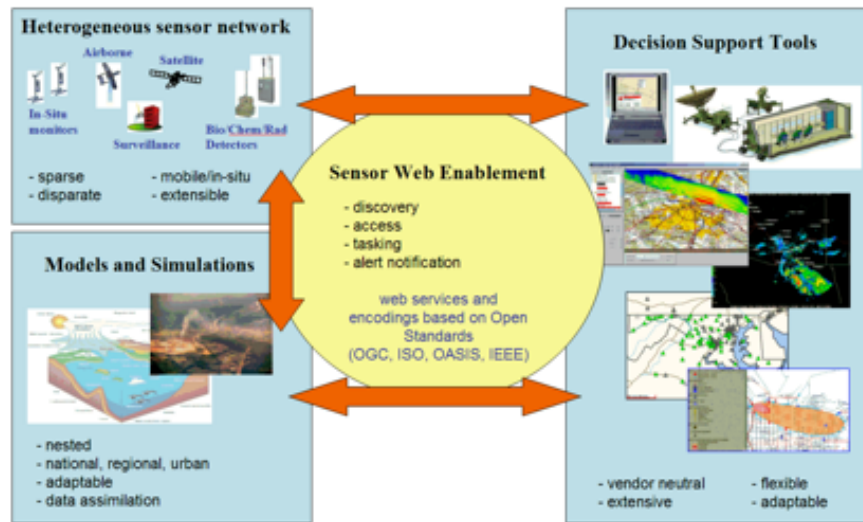 Heterogeneous sensor network
Airborne
Satellite
In-Situ
monitors
Surveillance
Bio/Chem/Rad
Detectors
- sparse
- disparate
- mobile/in-situ
- extensible
Models and Simulations
- nested
- national, regional, urban
- adaptable
- data assimilation
Sensor Web Enablement
- discovery
- access
- tasking
- alert notification
web services and
encodings based on Open
Standards
(OGC, ISO, OASIS, IEEE)
Decision Support Tools
- vendor neutral
- extensive
- flexible
- adaptable